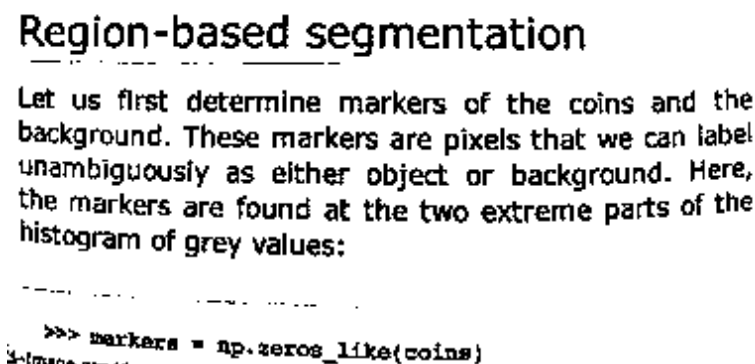 Region-based segmentation
Let us first determine markers of the coins and the
background. These markers are pixels that we can label
unambiguously as either object or background. Here,
the markers are found at the two extreme parts of the
histogram of grey values:
>>> markers = np.zeros_like(coins)